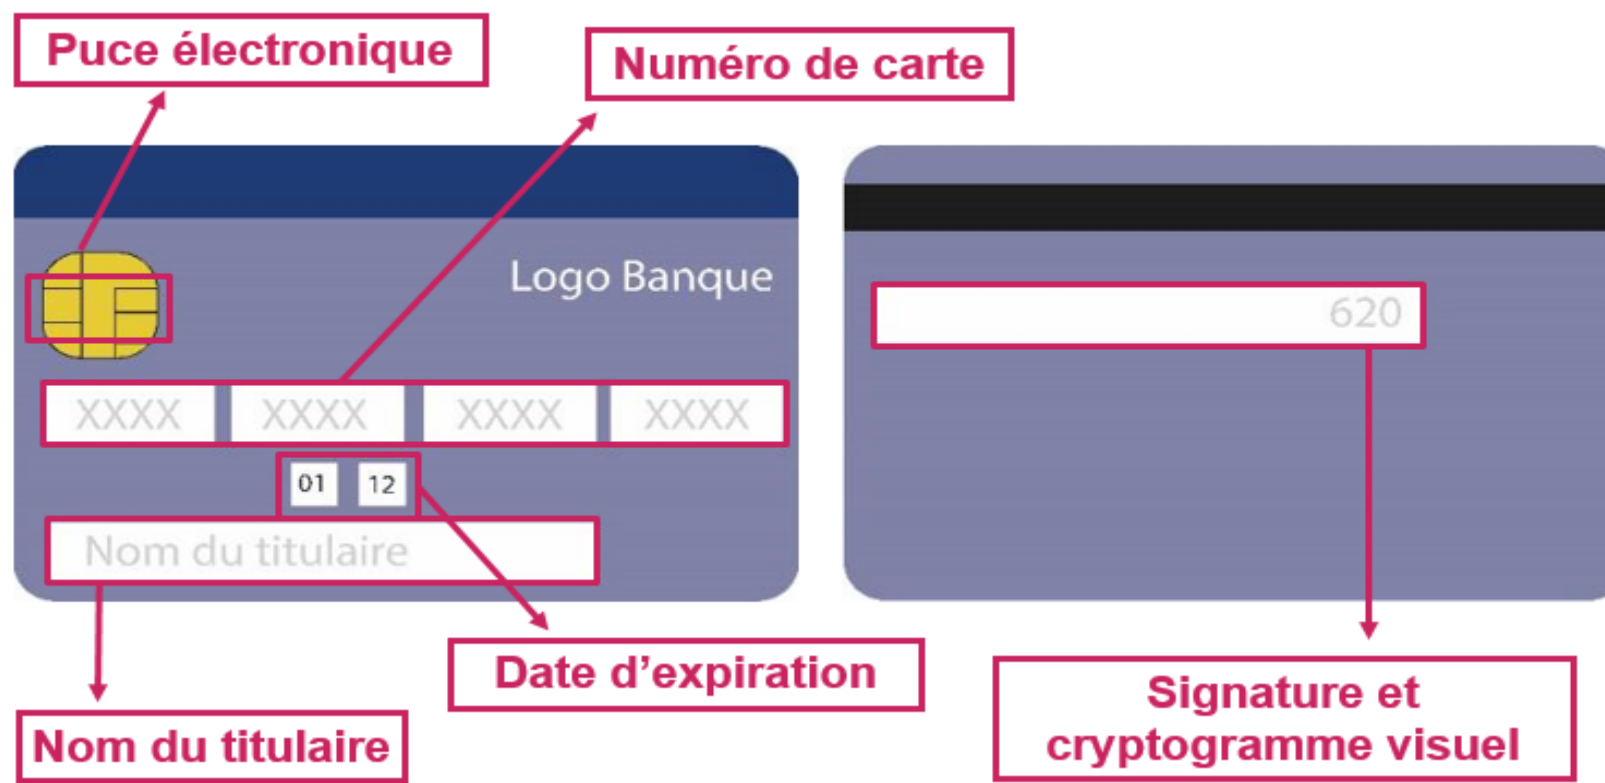 Puce électronique
Numéro de carte
Logo Banque
620
XXXX XXXX XXXX XXXX
01 12
Nom du titulaire
Date d’expiration
Signature et
cryptogramme visuel
Nom du titulaire